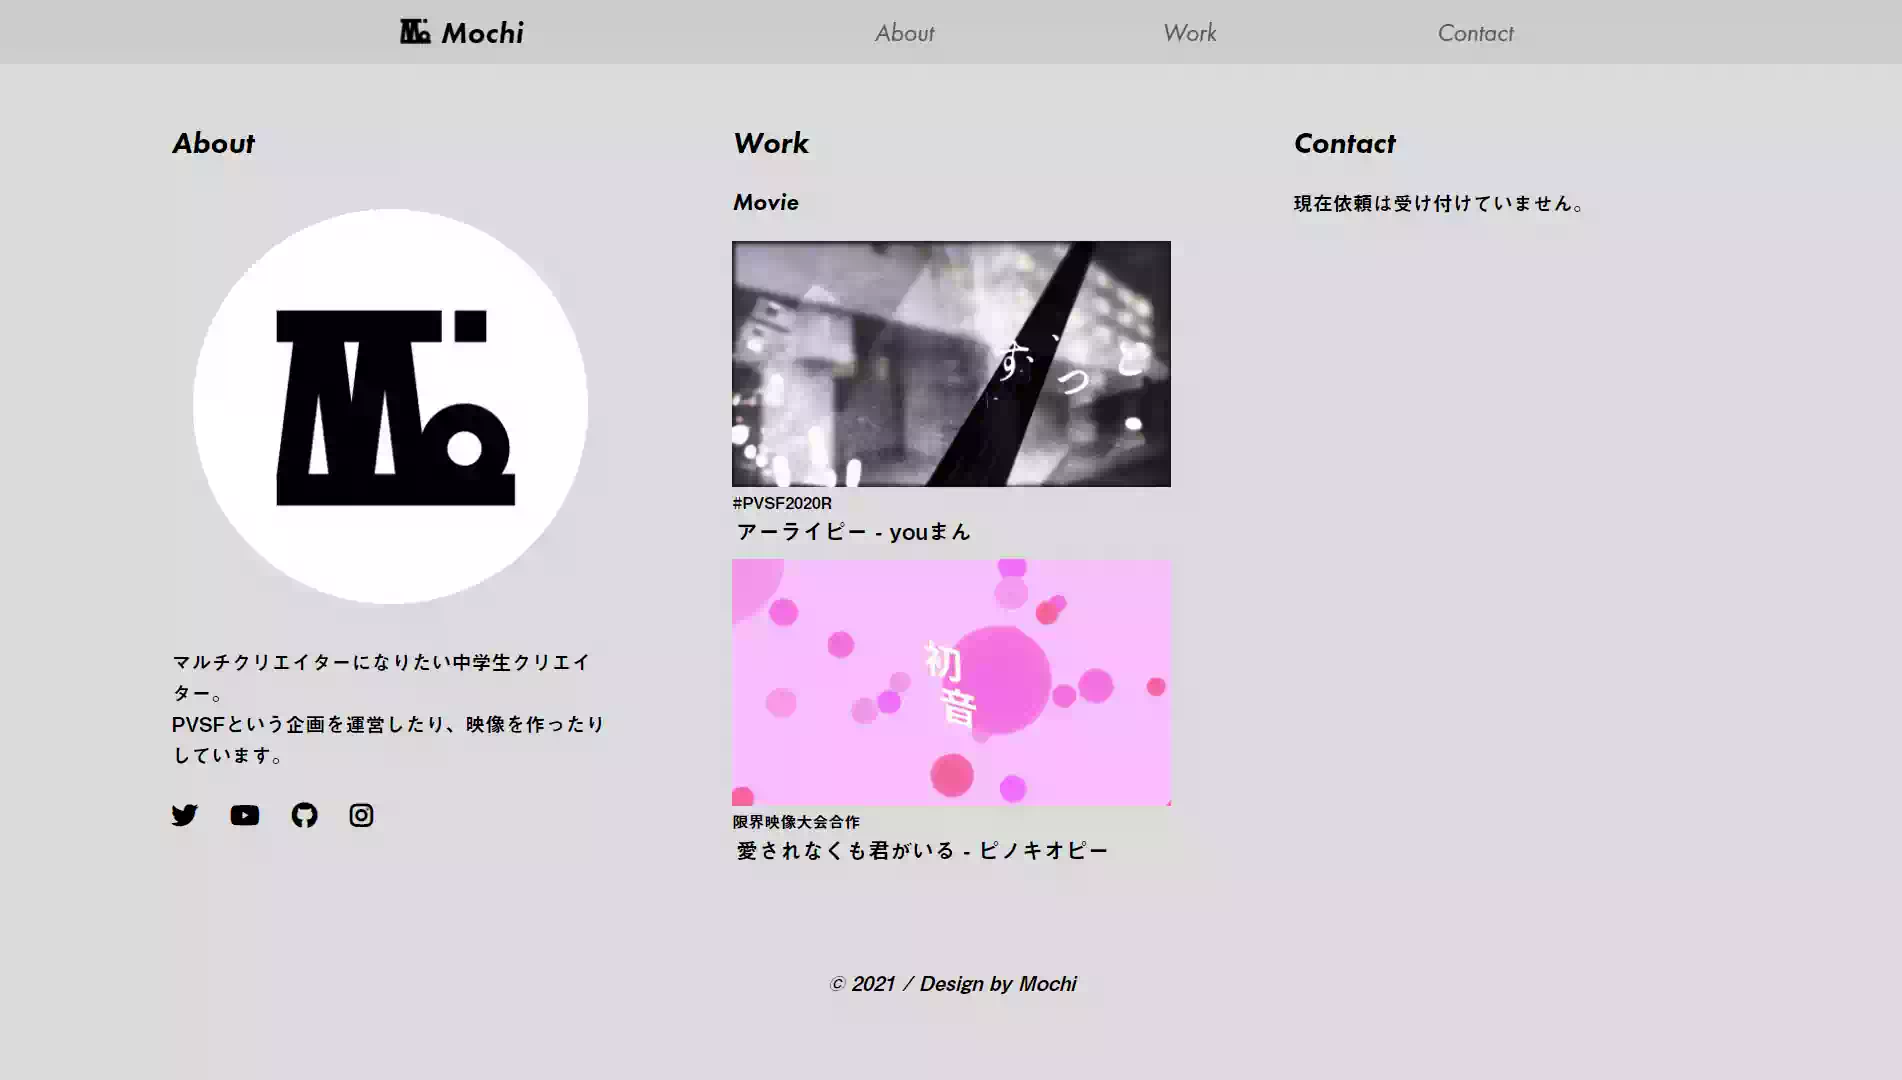 Mochi
About
Work
Contact
About
マルチクリエイターになりたい中学生クリエイ
ター。
PVSFという企画を運営したり、映像を作ったり
しています。
Work
Movie
ずっと
#PVSF2020R
アーライピー - youまん
初
音
限界映像大会合作
愛されなくも君がいる - ピノキオピー
Contact
現在依頼は受け付けていません。
© 2021 / Design by Mochi